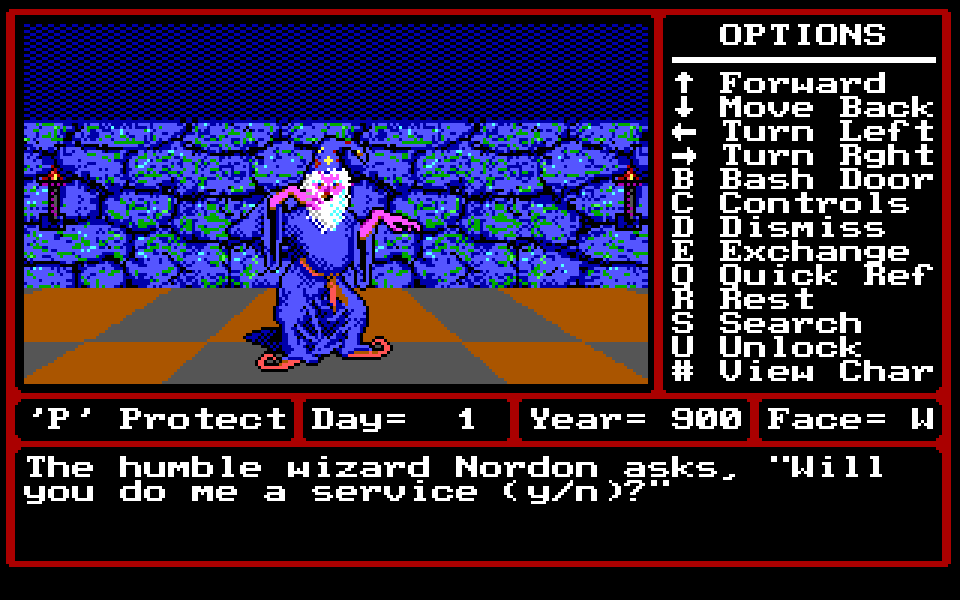 OPTIONS
↑ Forward
↓ Move Back
← Turn Left
→ Turn Rght
B Bash Door
C Controls
D Dismiss
E Exchange
Q Quick Ref
R Rest
S Search
U Unlock
# View Char
'P' Protect
Day= 1
Year= 900
Face= W
The humble wizard Nordon asks, "Will
you do me a service (y/n)?"